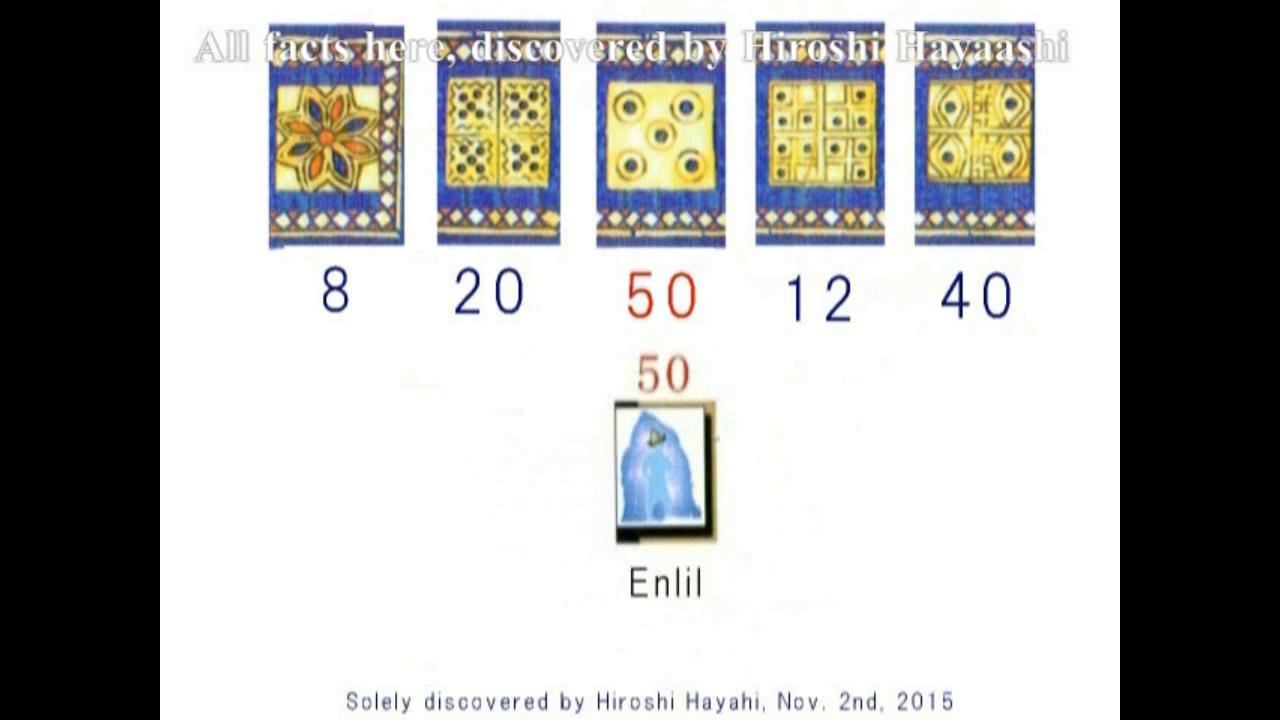 All facts here, discovered by Hiroshi Hayaashi
8 20 50 12 40
50
Enlil
Solely discovered by Hiroshi Hayahi, Nov. 2nd, 2015